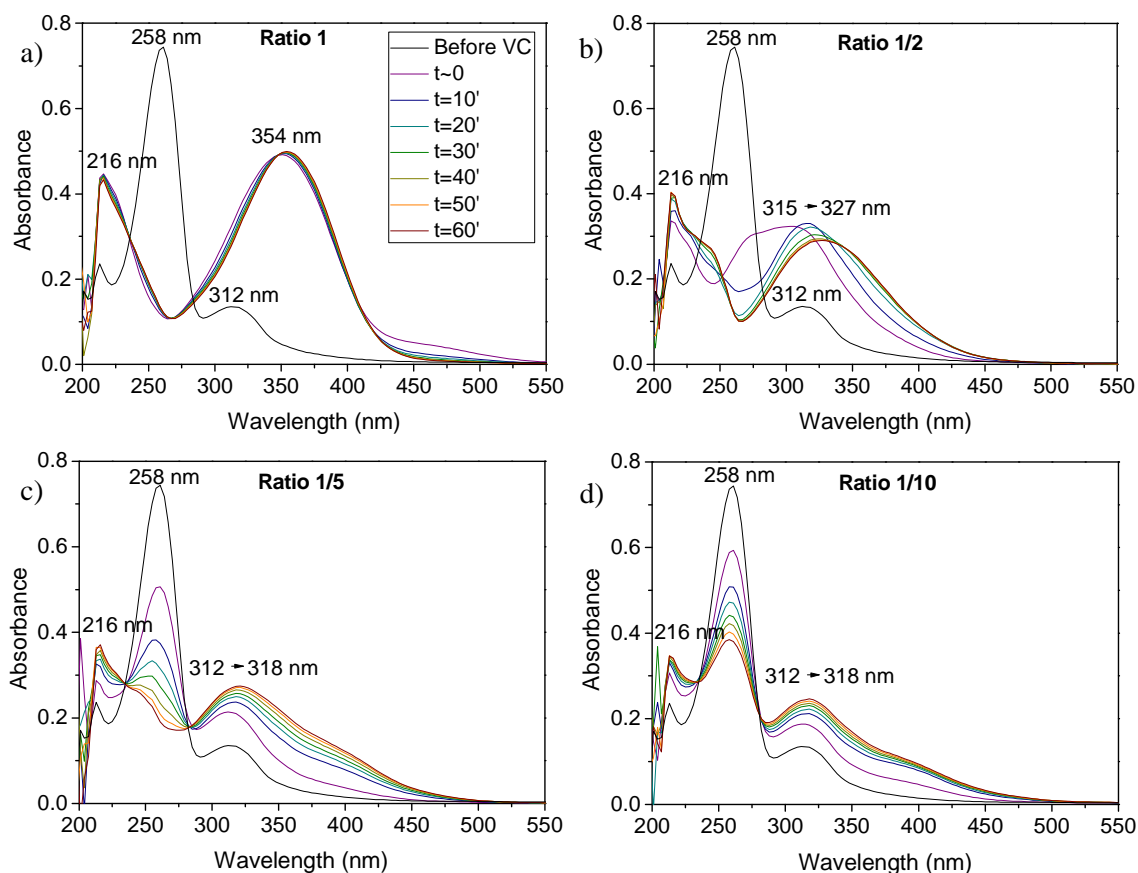 a)
Ratio 1
258 nm
216 nm
354 nm
312 nm
Before VC
t~0
t=10'
t=20'
t=30'
t=40'
t=50'
t=60'
Absorbance
0.8
0.6
0.4
0.2
0.0
200 250 300 350 400 450 500 550
Wavelength (nm)
b)
Ratio 1/2
258 nm
216 nm
315 → 327 nm
312 nm
Absorbance
0.8
0.6
0.4
0.2
0.0
200 250 300 350 400 450 500 550
Wavelength (nm)
c)
Ratio 1/5
258 nm
216 nm
312 → 318 nm
Absorbance
0.8
0.6
0.4
0.2
0.0
200 250 300 350 400 450 500 550
Wavelength (nm)
d)
Ratio 1/10
258 nm
216 nm
312 → 318 nm
Absorbance
0.8
0.6
0.4
0.2
0.0
200 250 300 350 400 450 500 550
Wavelength (nm)